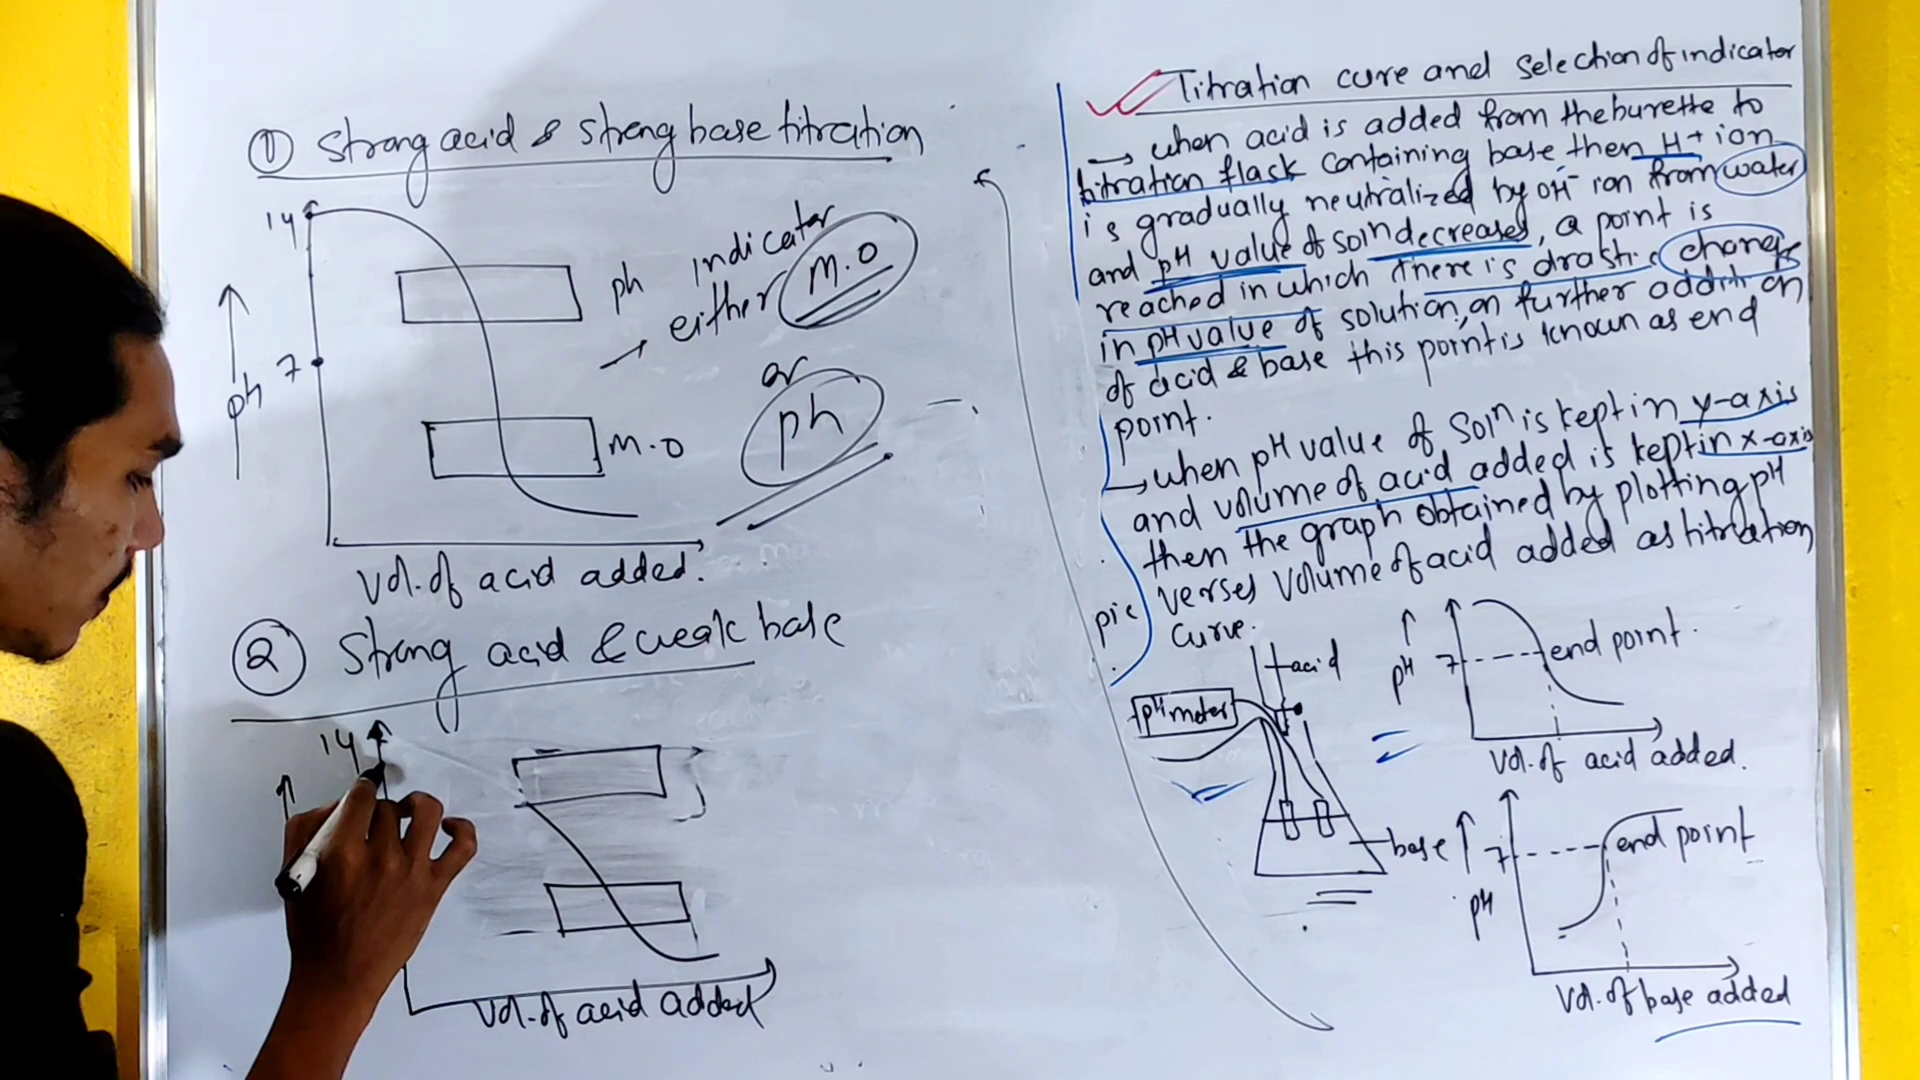 ① Strong acid & strong base titration
14
7
ph
ph
m.o
indicator
either m.o
or
ph
Vol. of acid added.
② Strong acid & weak base
14
Vol. of acid added
Titration cure and selection of indicator
→ when acid is added from the burette to
titration flask containing base then H+ ion
is gradually neutralized by OH- ion from water
and pH value of soln decreases, a point is
reached in which there is drastic change
in pH value of solution, on further addition
of acid & base this point is known as end
point.
→ when pH value of soln is kept in y-axis
and volume of acid added is kept in x-axis
then the graph obtained by plotting pH
verses volume of acid added as titration
curve.
pic
acid
pH meter
base
pH
7
end point.
Vol. of acid added.
pH
7
end point
Vol. of base added